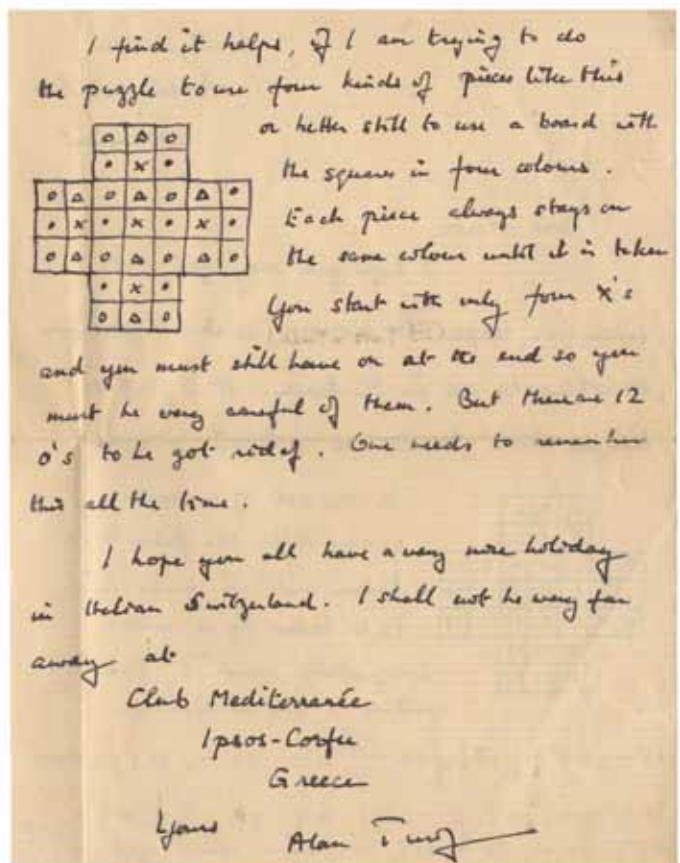 I find it helps, if I am trying to do
the puzzle to use four kinds of pieces like this
o △ o
• x •
o △ o △ o △ o
• x • x • x •
o △ o △ o △ o
• x •
o △ o
or better still to use a board with
the squares in four colours.
Each piece always stays on
the same colour until it is taken
You start with only four x's
and you must still have on at the end so you
must be very careful of them. But there are 12
o's to be got rid of. One needs to remember
this all the time.
I hope you all have a very nice holiday
in Italian Switzerland. I shall not be very far
away at
Club Mediterranée
Ipsos-Corfu
Greece
Yours
Alan Turing